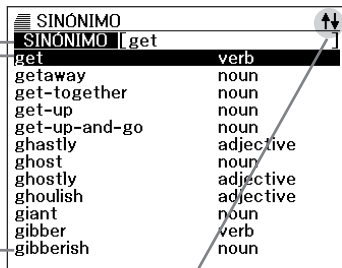 SINÓNIMO
SINÓNIMO [get ]
get verb
getaway noun
get-together noun
get-up noun
get-up-and-go noun
ghastly adjective
ghost noun
ghostly adjective
ghoulish adjective
giant noun
gibber verb
gibberish noun